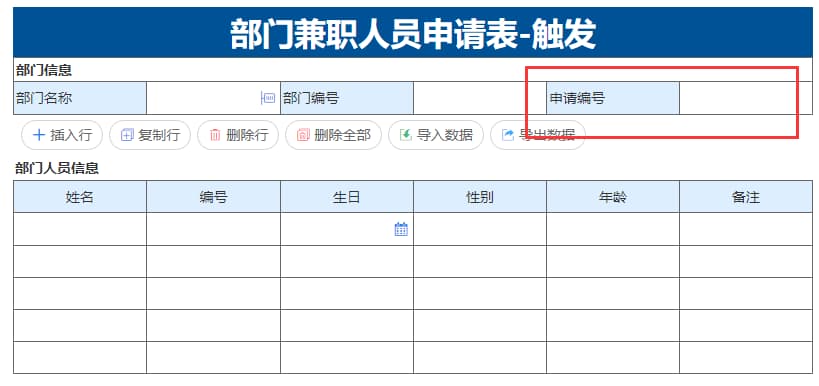 部门兼职人员申请表-触发
部门信息
部门名称 部门编号 申请编号
插入行 复制行 删除行 删除全部 导入数据 导出数据
部门人员信息
姓名 编号 生日 性别 年龄 备注